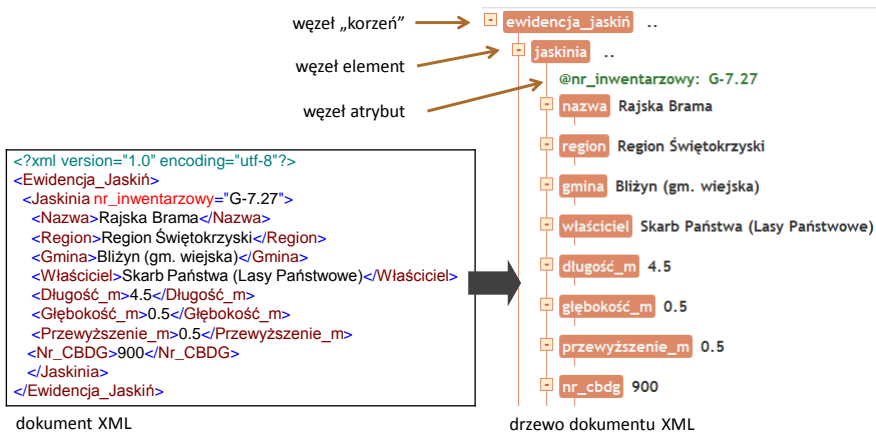 węzeł „korzeń”
węzeł element
węzeł atrybut
<?xml version="1.0" encoding="utf-8"?>
<Ewidencja_Jaskiń>
<Jaskinia nr_inwentarzowy="G-7.27">
<Nazwa>Rajska Brama</Nazwa>
<Region>Region Świętokrzyski</Region>
<Gmina>Bliżyn (gm. wiejska)</Gmina>
<Właściciel>Skarb Państwa (Lasy Państwowe)</Właściciel>
<Długość_m>4.5</Długość_m>
<Głębokość_m>0.5</Głębokość_m>
<Przewyższenie_m>0.5</Przewyższenie_m>
<Nr_CBDG>900</Nr_CBDG>
</Jaskinia>
</Ewidencja_Jaskiń>
dokument XML
ewidencja_jaskiń ..
jaskinia ..
@nr_inwentarzowy: G-7.27
nazwa Rajska Brama
region Region Świętokrzyski
gmina Bliżyn (gm. wiejska)
właściciel Skarb Państwa (Lasy Państwowe)
długość_m 4.5
głębokość_m 0.5
przewyższenie_m 0.5
nr_cbdg 900
drzewo dokumentu XML